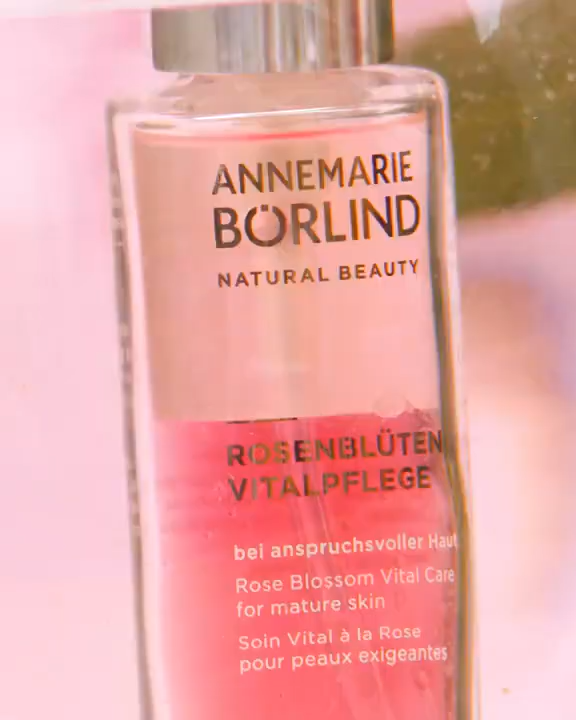 ANNEMARIE
BÖRLIND
NATURAL BEAUTY
ROSENBLÜTEN
VITALPFLEGE
bei anspruchsvoller Haut
Rose Blossom Vital Care
for mature skin
Soin Vital à la Rose
pour peaux exigeantes